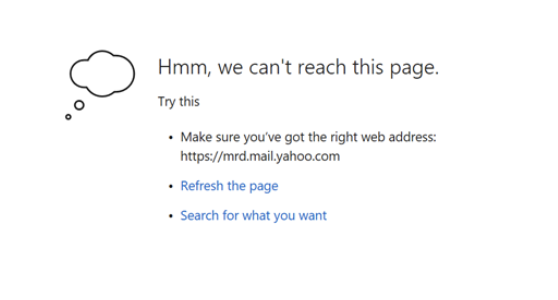 Hmm, we can't reach this page.
Try this
• Make sure you've got the right web address:
https://mrd.mail.yahoo.com
• Refresh the page
• Search for what you want